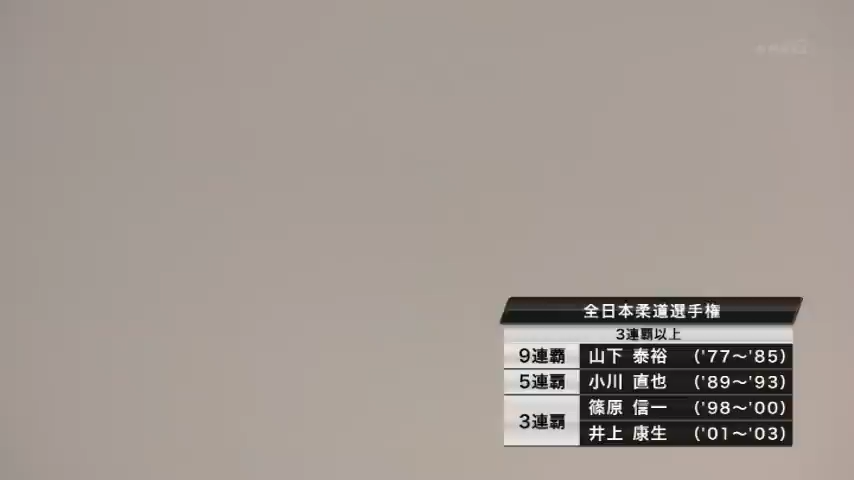 全日本柔道選手権
3連覇以上
9連覇 山下 泰裕 ('77～'85)
5連覇 小川 直也 ('89～'93)
3連覇 篠原 信一 ('98～'00)
井上 康生 ('01～'03)